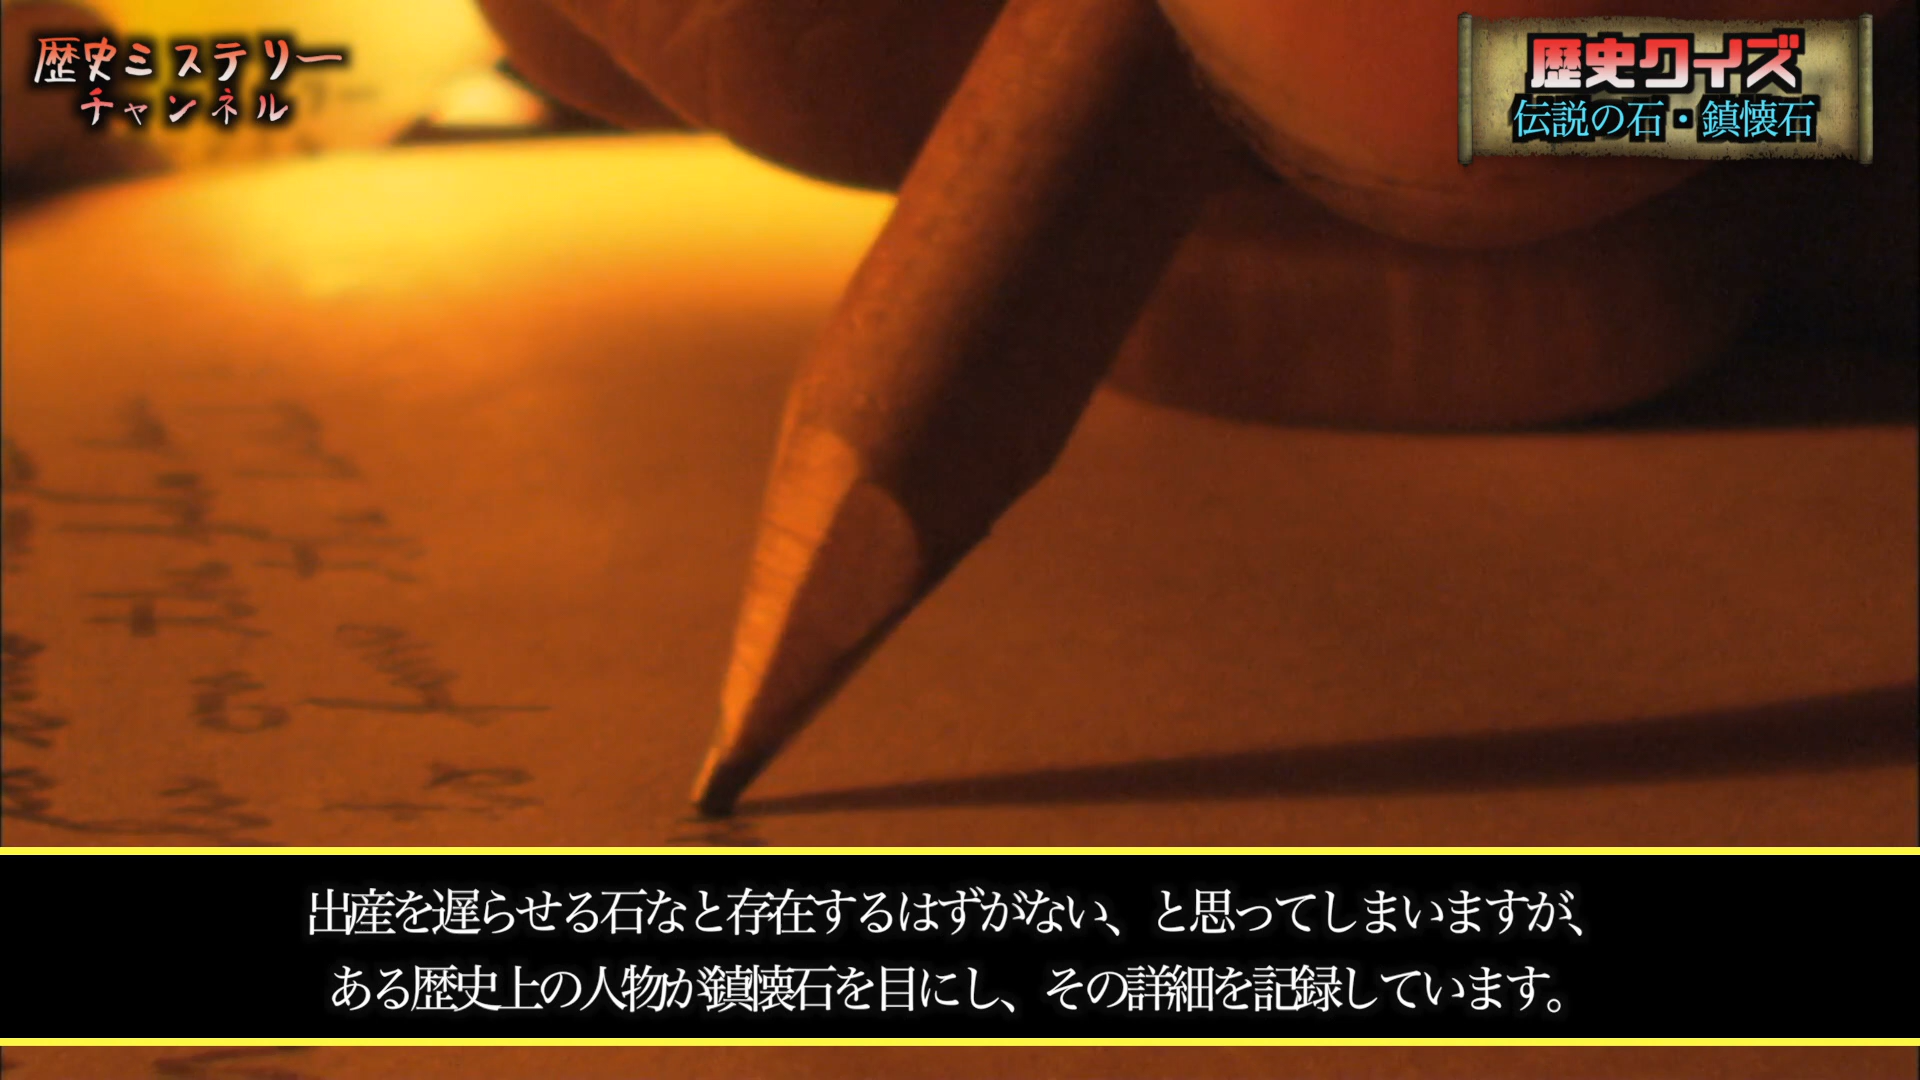 歴史ミステリー
チャンネル
歴史クイズ
伝説の石・鎮懐石
出産を遅らせる石など存在するはずがない、と思ってしまいますが、
ある歴史上の人物が鎮懐石を目にし、その詳細を記録しています。